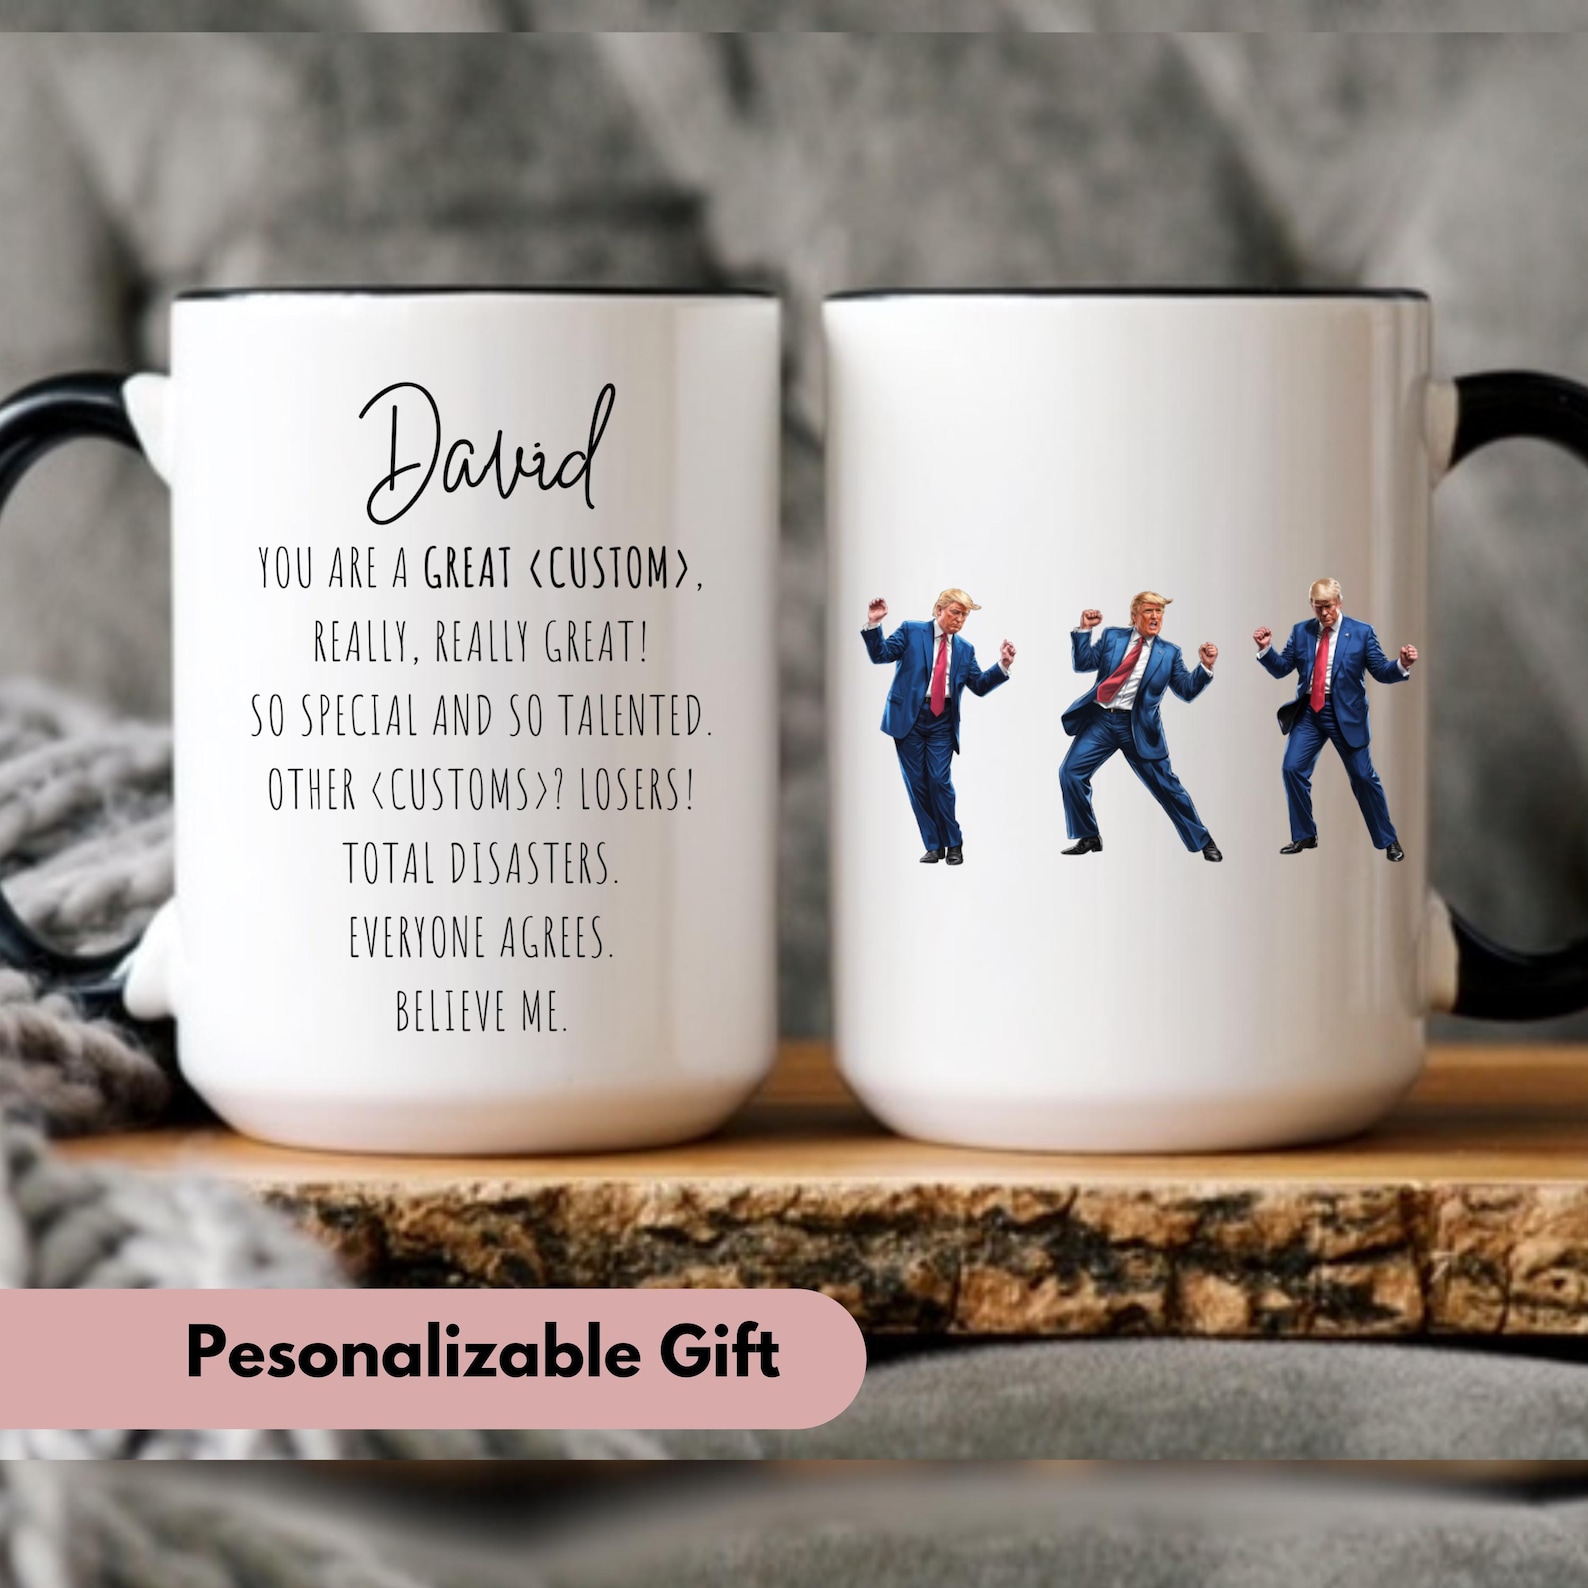 David
YOU ARE A GREAT <CUSTOM>,
REALLY, REALLY GREAT!
SO SPECIAL AND SO TALENTED.
OTHER <CUSTOMS>? LOSERS!
TOTAL DISASTERS.
EVERYONE AGREES.
BELIEVE ME.
Pesonalizable Gift